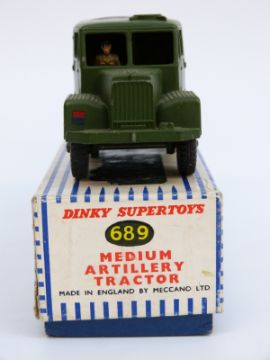 DINKY SUPERTOYS
689
MEDIUM
ARTILLERY
TRACTOR
MADE IN ENGLAND BY MECCANO LTD